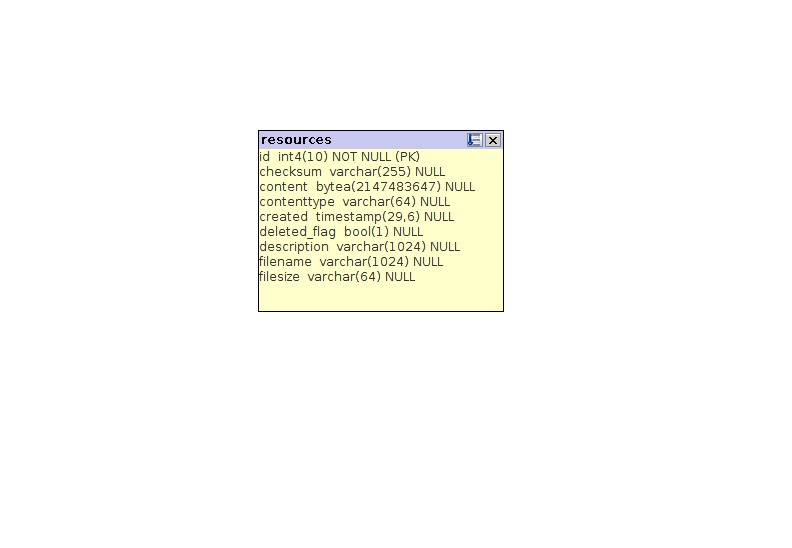 resources
id int4(10) NOT NULL (PK)
checksum varchar(255) NULL
content bytea(2147483647) NULL
contenttype varchar(64) NULL
created timestamp(29,6) NULL
deleted_flag bool(1) NULL
description varchar(1024) NULL
filename varchar(1024) NULL
filesize varchar(64) NULL